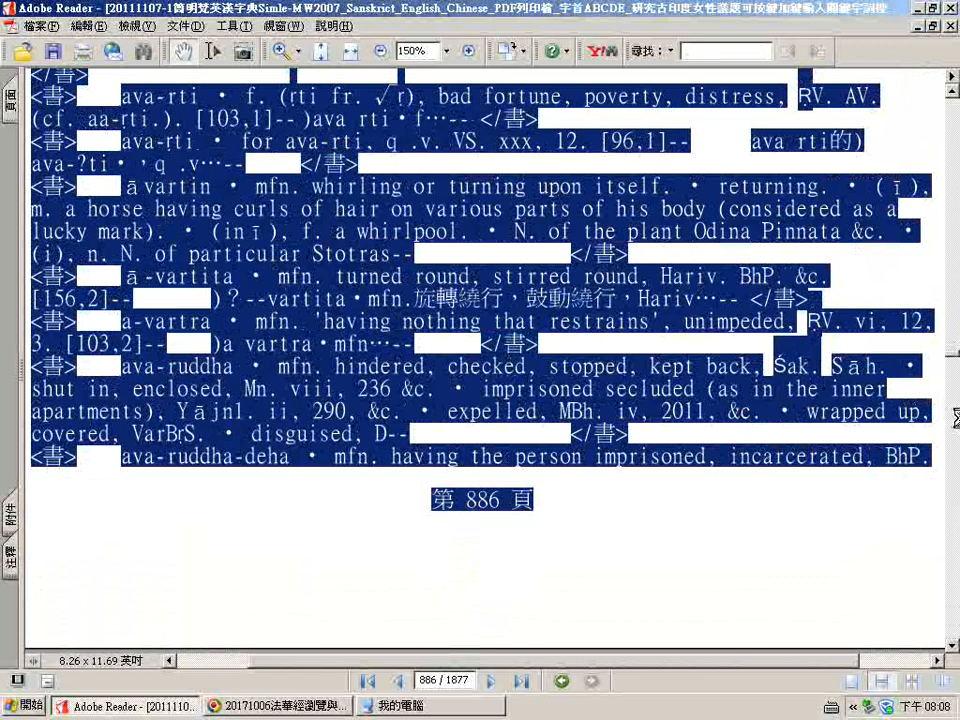 Adobe Reader - [20111107-1簡明梵英漢字典Simle-MW2007_Sanskrict_English_Chinese_PDF列印檔_字首ABCDE_研究古印度女性議題可按鍵加鍵輸入關鍵字詞搜
檔案(F) 編輯(E) 檢視(V) 文件(D) 工具(T) 視窗(W) 說明(H)
150% 尋找:
頁面
</書>
<書> ava-rti • f. (ṛti fr. √ṛ), bad fortune, poverty, distress, ṚV. AV.
(cf. aa-rti.). [103,1]-- )ava rti•f…-- </書>
<書> ava-rti • for ava-rti, q .v. VS. xxx, 12. [96,1]-- ava rti的)
ava-?ti•，q .v…-- </書>
<書> āvartin • mfn. whirling or turning upon itself. • returning. • (ī),
m. a horse having curls of hair on various parts of his body (considered as a
lucky mark). • (inī), f. a whirlpool. • N. of the plant Odina Pinnata &c. •
(i), n. N. of particular Stotras-- </書>
<書> ā-vartita • mfn. turned round, stirred round, Hariv. BhP. &c.
[156,2]-- )？--vartita•mfn.旋轉繞行，鼓動繞行，Hariv…-- </書>
<書> a-vartra • mfn. 'having nothing that restrains', unimpeded, ṚV. vi, 12,
3. [103,2]-- )a vartra•mfn…-- </書>
<書> ava-ruddha • mfn. hindered, checked, stopped, kept back, Śak. Sāh. •
shut in, enclosed, Mn. viii, 236 &c. • imprisoned secluded (as in the inner
apartments), Yājnl. ii, 290, &c. • expelled, MBh. iv, 2011, &c. • wrapped up,
covered, VarBṛS. • disguised, D-- </書>
<書> ava-ruddha-deha • mfn. having the person imprisoned, incarcerated, BhP.
第 886 頁
附件
注釋
8.26 x 11.69 英吋
886 / 1877
開始 Adobe Reader - [2011110... 20171006法華經瀏覽與... 我的電腦 下午 08:08